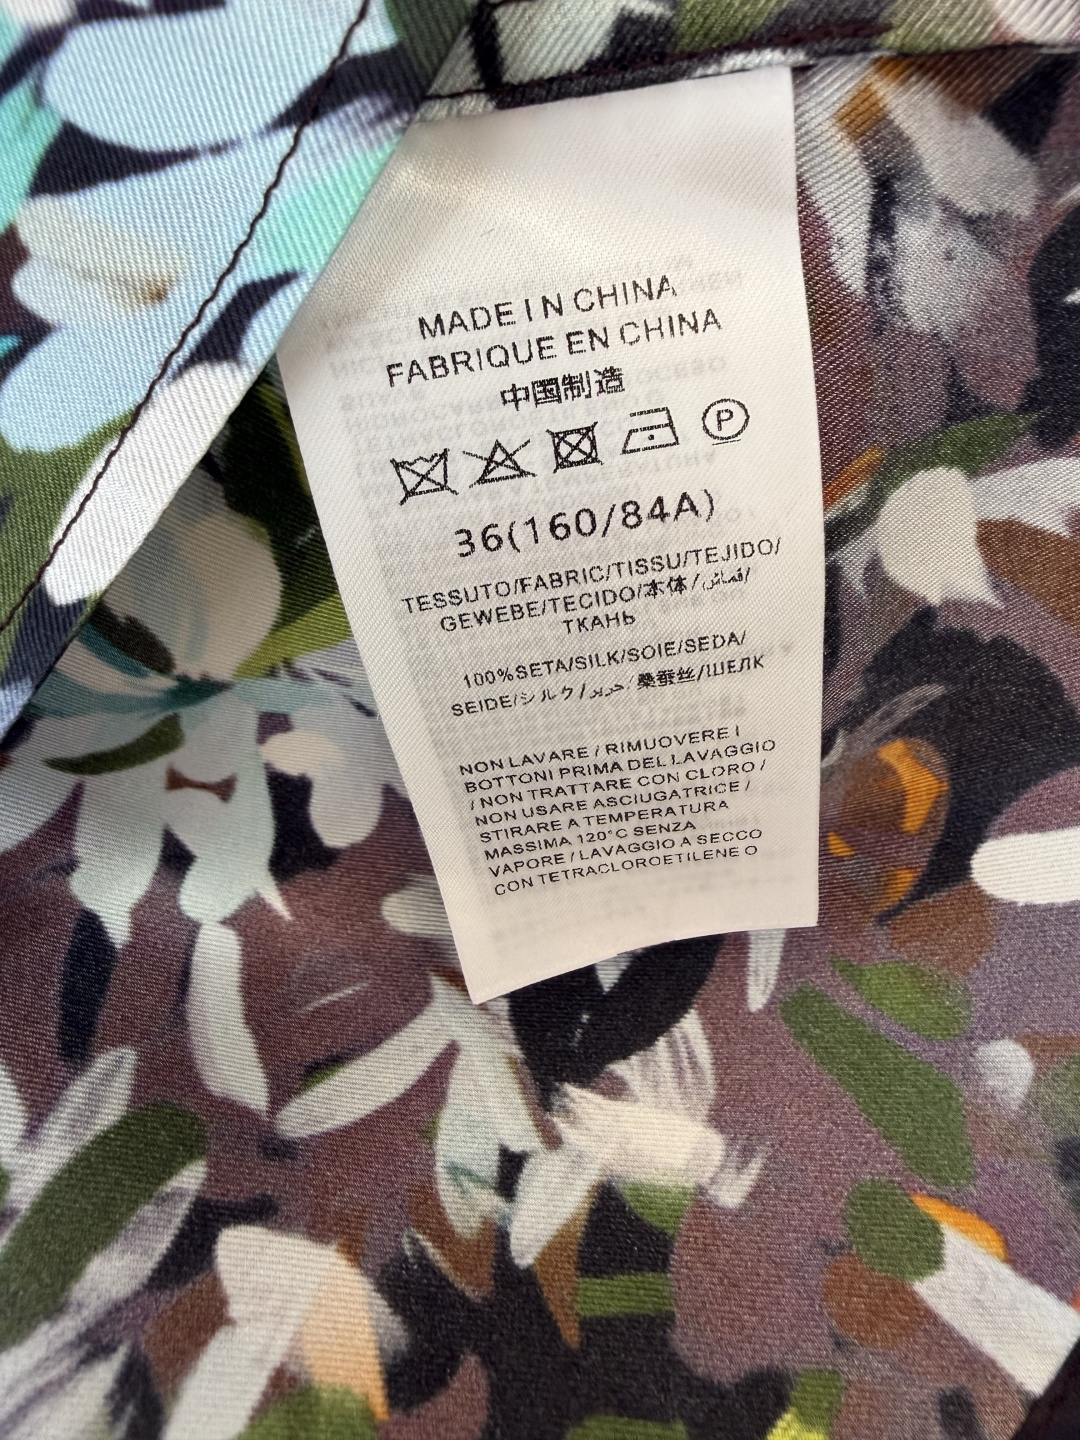 MADE IN CHINA
FABRIQUE EN CHINA
中国制造
P
36(160/84A)
TESSUTO/FABRIC/TISSU/TEJIDO/
GEWEBE/TECIDO/本体/قماش/
ТКАНЬ
100%SETA/SILK/SOIE/SEDA/
SEIDE/シルク/حرير/桑蚕丝/ШЕЛК
NON LAVARE / RIMUOVERE I
BOTTONI PRIMA DEL LAVAGGIO
/ NON TRATTARE CON CLORO /
NON USARE ASCIUGATRICE /
STIRARE A TEMPERATURA
MASSIMA 120°C SENZA
VAPORE / LAVAGGIO A SECCO
CON TETRACLOROETILENE O